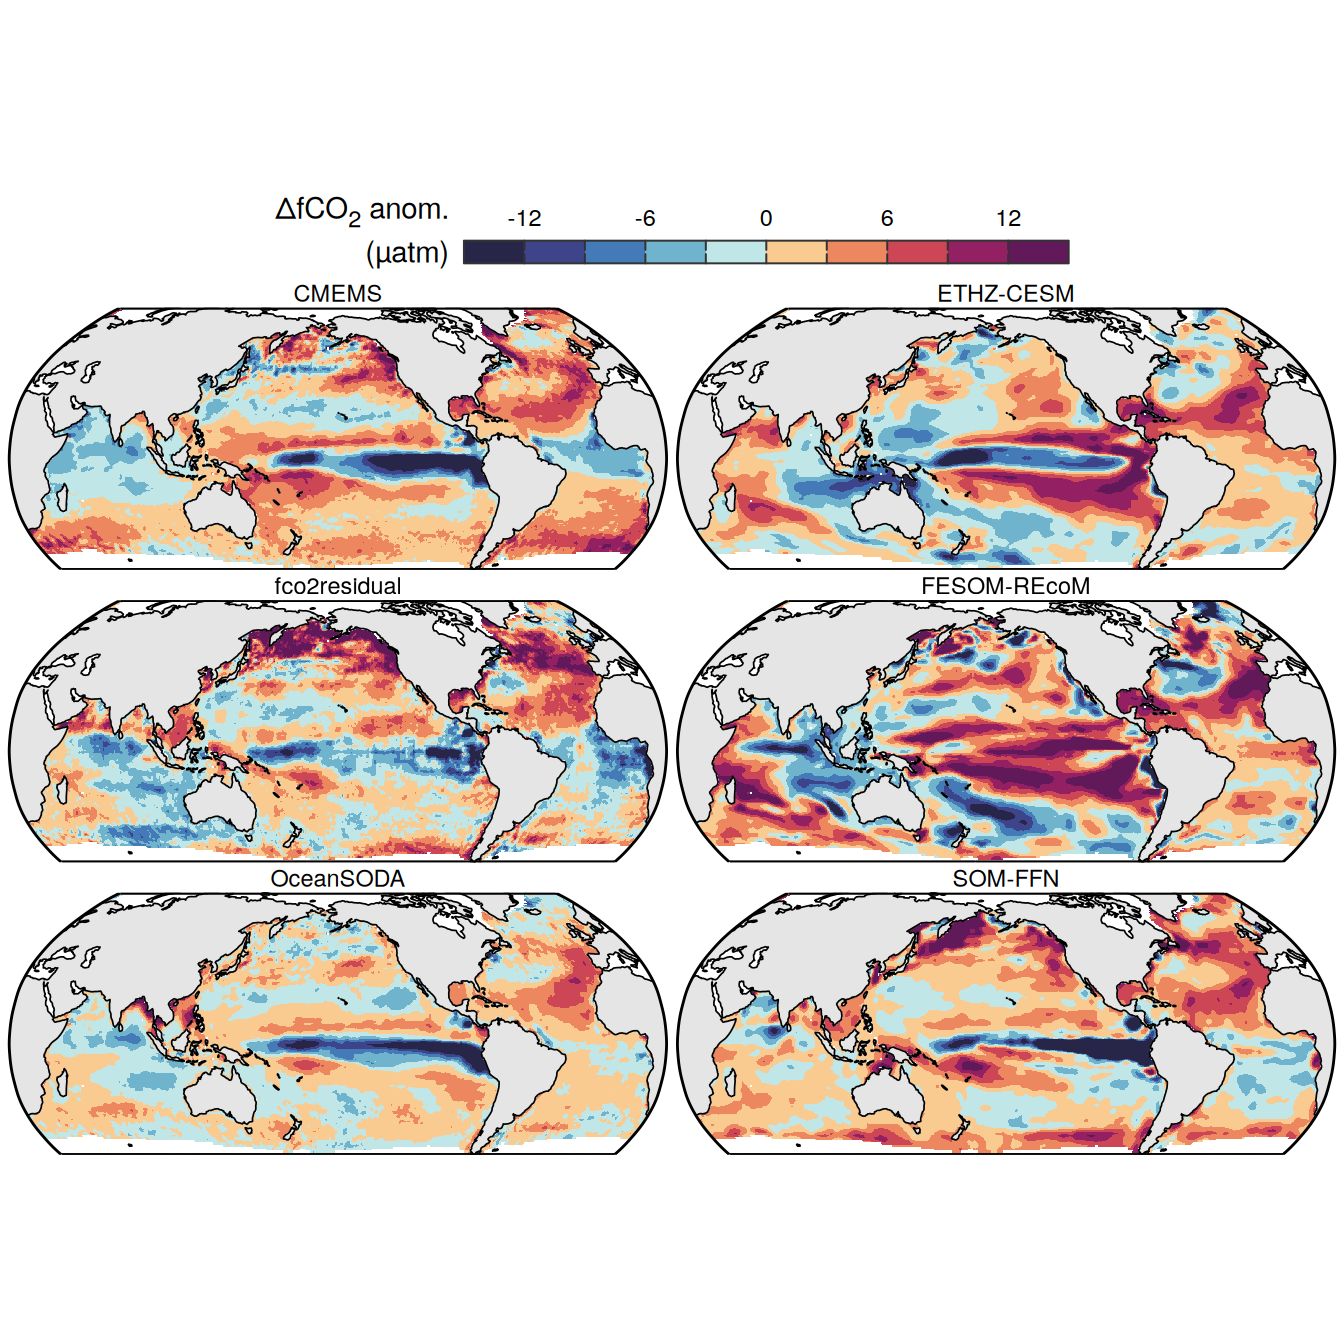 ΔfCO₂ anom.
(µatm)
-12 -6 0 6 12
CMEMS ETHZ-CESM
fco2residual FESOM-REcoM
OceanSODA SOM-FFN